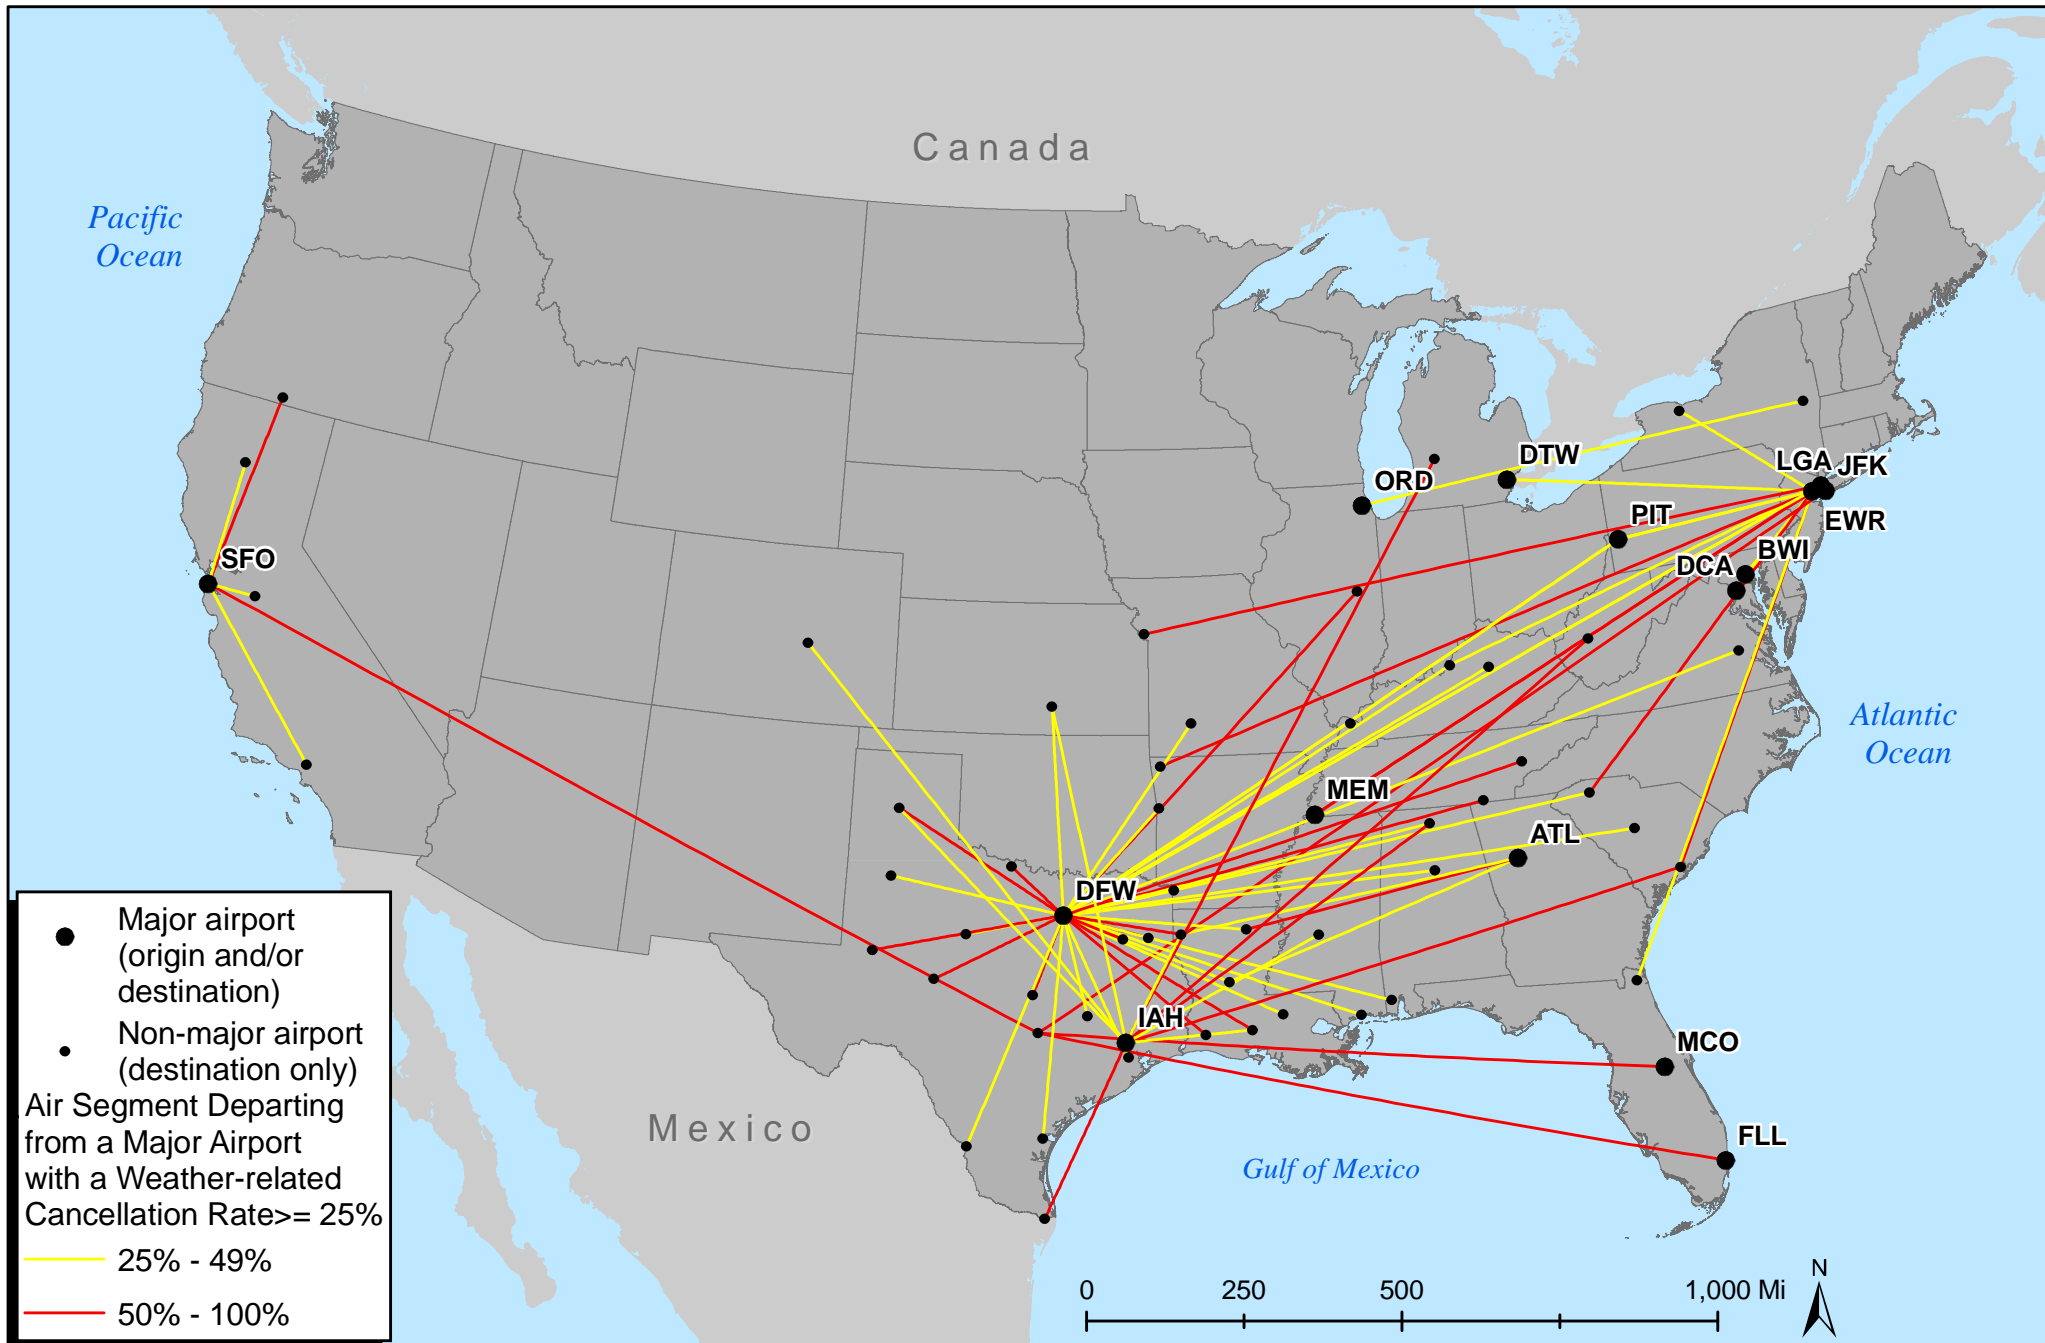 Canada
Pacific
Ocean
DTW
LGA
JFK
ORD
EWR
PIT
BWI
DCA
SFO
Atlantic
Ocean
MEM
ATL
DFW
IAH
MCO
FLL
Mexico
Gulf of Mexico
Major airport
(origin and/or
destination)
Non-major airport
(destination only)
Air Segment Departing
from a Major Airport
with a Weather-related
Cancellation Rate>= 25%
25% - 49%
50% - 100%
0 250 500 1,000 Mi
N